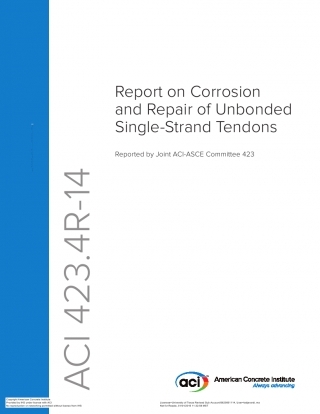 Report on Corrosion
and Repair of Unbonded
Single-Strand Tendons
Reported by Joint ACI-ASCE Committee 423
ACI 423.4R-14
aci
American Concrete Institute
Always advancing